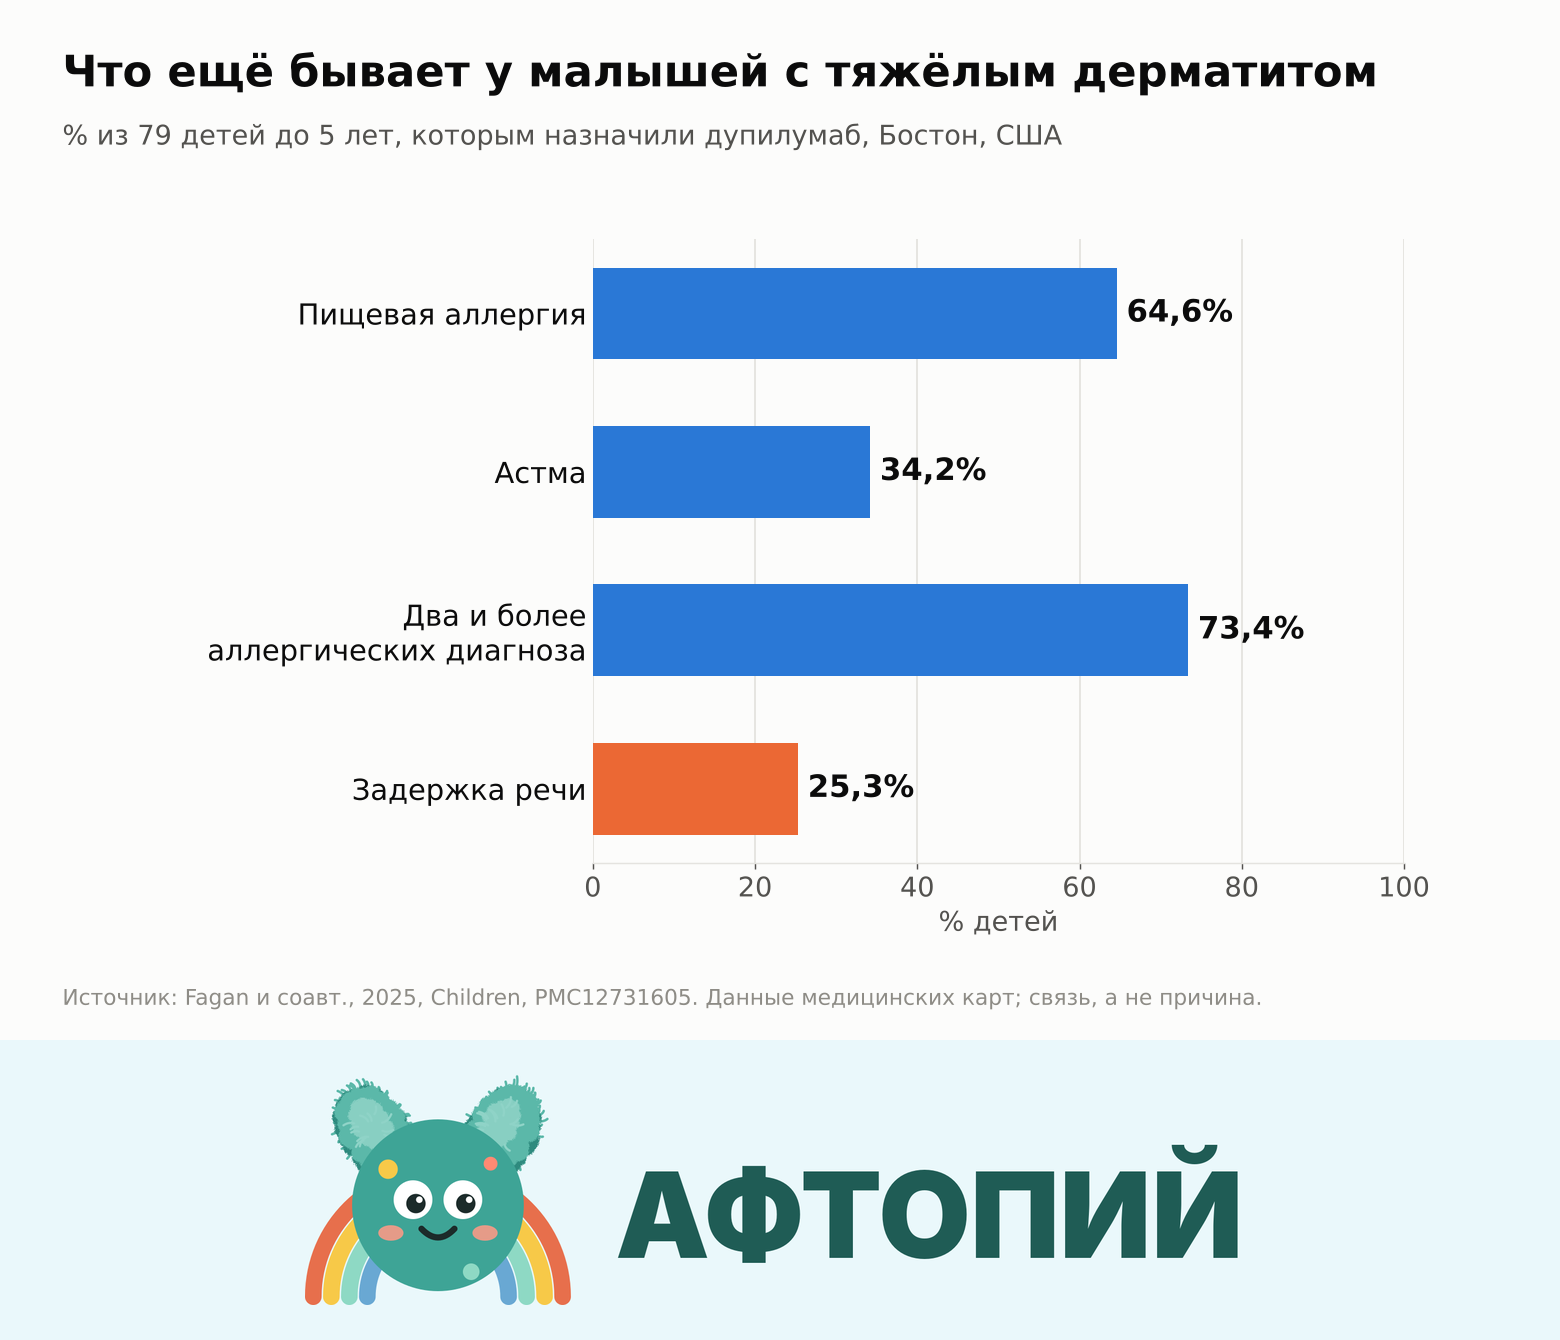 Что ещё бывает у малышей с тяжёлым дерматитом
% из 79 детей до 5 лет, которым назначили дупилумаб, Бостон, США
Пищевая аллергия
64,6%
Астма
34,2%
Два и более
аллергических диагноза
73,4%
Задержка речи
25,3%
0 20 40 60 80 100
% детей
Источник: Fagan и соавт., 2025, Children, PMC12731605. Данные медицинских карт; связь, а не причина.
АФТОПИЙ